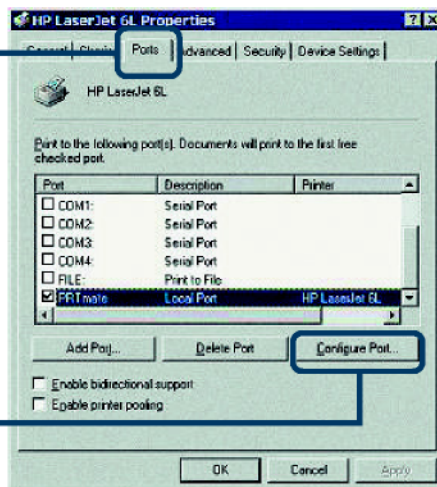 HP LaserJet 6L Properties
General Sharing Ports Advanced Security Device Settings
HP LaserJet 6L
Print to the following port(s). Documents will print to the first free
checked port.
Port Description Printer
COM1: Serial Port
COM2: Serial Port
COM3: Serial Port
COM4: Serial Port
FILE: Print to File
PRTmate Local Port HP LaserJet 6L
Add Port... Delete Port Configure Port...
Enable bidirectional support
Enable printer pooling
OK Cancel Apply